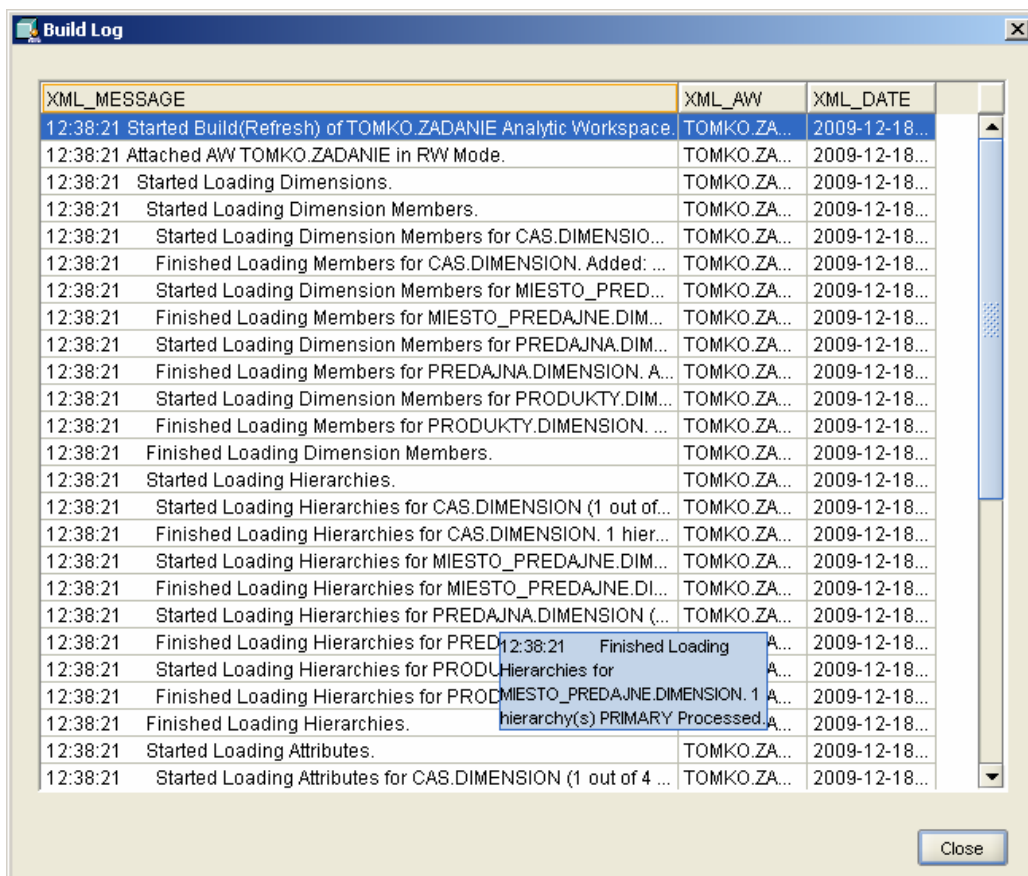 Build Log
XML_MESSAGE XML_AW XML_DATE
12:38:21 Started Build(Refresh) of TOMKO.ZADANIE Analytic Workspace. TOMKO.ZA... 2009-12-18...
12:38:21 Attached AW TOMKO.ZADANIE in RW Mode. TOMKO.ZA... 2009-12-18...
12:38:21 Started Loading Dimensions. TOMKO.ZA... 2009-12-18...
12:38:21 Started Loading Dimension Members. TOMKO.ZA... 2009-12-18...
12:38:21 Started Loading Dimension Members for CAS.DIMENSIO... TOMKO.ZA... 2009-12-18...
12:38:21 Finished Loading Members for CAS.DIMENSION. Added: ... TOMKO.ZA... 2009-12-18...
12:38:21 Started Loading Dimension Members for MIESTO_PRED... TOMKO.ZA... 2009-12-18...
12:38:21 Finished Loading Members for MIESTO_PREDAJNE.DIM... TOMKO.ZA... 2009-12-18...
12:38:21 Started Loading Dimension Members for PREDAJNA.DIM... TOMKO.ZA... 2009-12-18...
12:38:21 Finished Loading Members for PREDAJNA.DIMENSION. A... TOMKO.ZA... 2009-12-18...
12:38:21 Started Loading Dimension Members for PRODUKTY.DIM... TOMKO.ZA... 2009-12-18...
12:38:21 Finished Loading Members for PRODUKTY.DIMENSION. ... TOMKO.ZA... 2009-12-18...
12:38:21 Finished Loading Dimension Members. TOMKO.ZA... 2009-12-18...
12:38:21 Started Loading Hierarchies. TOMKO.ZA... 2009-12-18...
12:38:21 Started Loading Hierarchies for CAS.DIMENSION (1 out of... TOMKO.ZA... 2009-12-18...
12:38:21 Finished Loading Hierarchies for CAS.DIMENSION. 1 hier... TOMKO.ZA... 2009-12-18...
12:38:21 Started Loading Hierarchies for MIESTO_PREDAJNE.DIM... TOMKO.ZA... 2009-12-18...
12:38:21 Finished Loading Hierarchies for MIESTO_PREDAJNE.DI... TOMKO.ZA... 2009-12-18...
12:38:21 Started Loading Hierarchies for PREDAJNA.DIMENSION (... TOMKO.ZA... 2009-12-18...
12:38:21 Finished Loading Hierarchies for PRED A... 2009-12-18...
12:38:21 Started Loading Hierarchies for PRODU A... 2009-12-18...
12:38:21 Finished Loading Hierarchies for PROD A... 2009-12-18...
12:38:21 Finished Loading Hierarchies. A... 2009-12-18...
12:38:21 Finished Loading
Hierarchies for
MIESTO_PREDAJNE.DIMENSION. 1
hierarchy(s) PRIMARY Processed.
12:38:21 Started Loading Attributes. TOMKO.ZA... 2009-12-18...
12:38:21 Started Loading Attributes for CAS.DIMENSION (1 out of 4 ... TOMKO.ZA... 2009-12-18...
Close